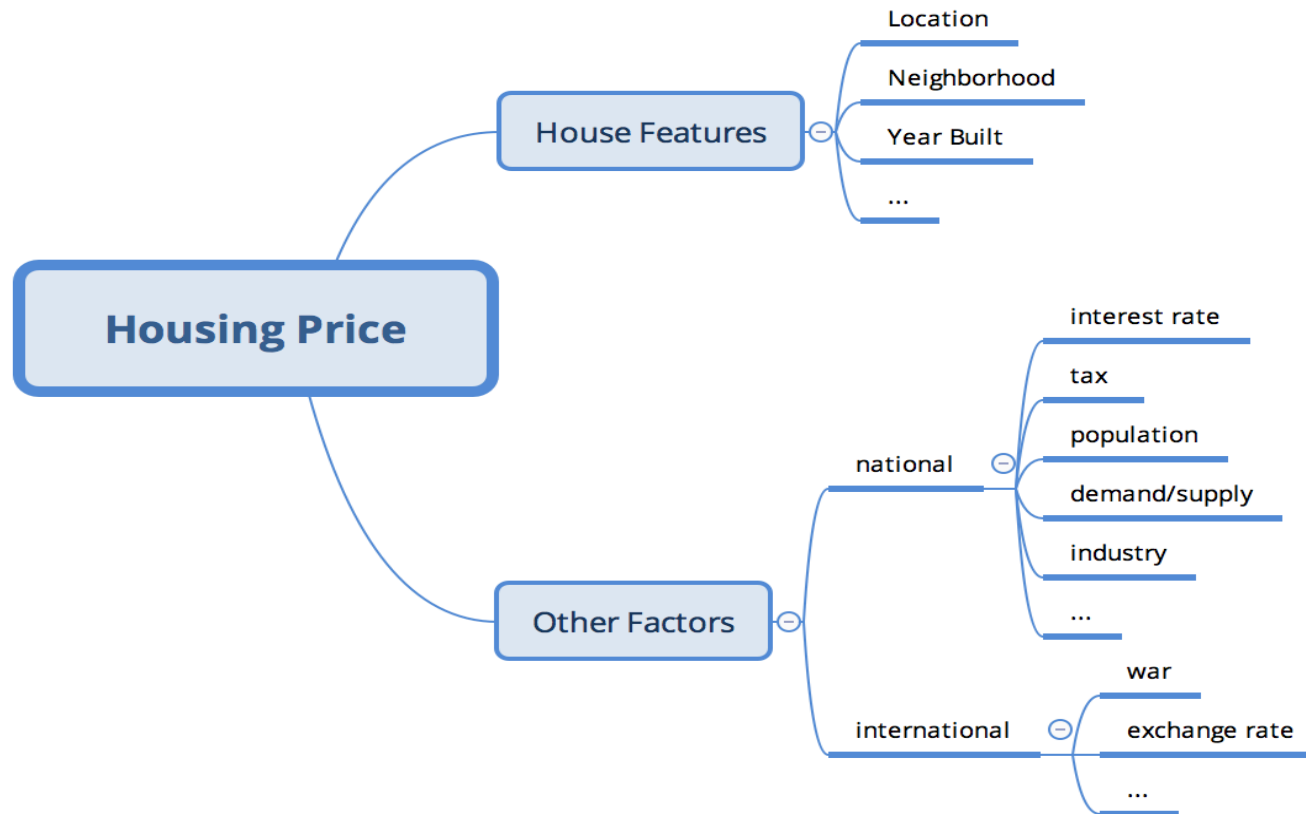 Housing Price
House Features
Location
Neighborhood
Year Built
...
Other Factors
national
interest rate
tax
population
demand/supply
industry
...
international
war
exchange rate
...